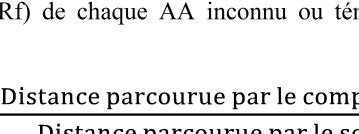 Rf) de chaque AA inconnu ou tém
Distance parcourue par le comp
Distance parcourue par le so